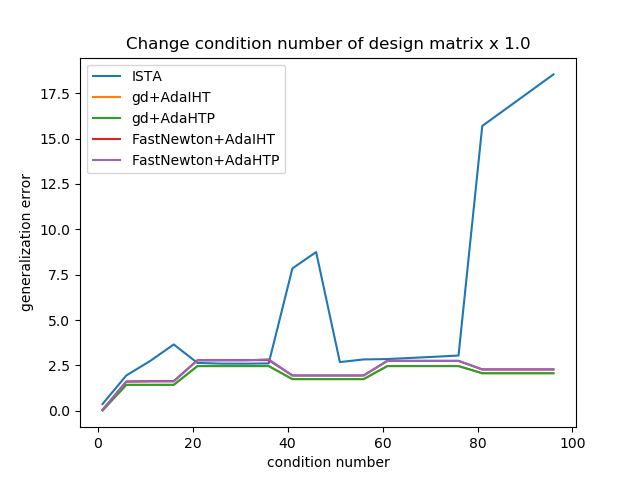 Change condition number of design matrix x 1.0
ISTA
gd+AdaIHT
gd+AdaHTP
FastNewton+AdaIHT
FastNewton+AdaHTP
generalization error
17.5
15.0
12.5
10.0
7.5
5.0
2.5
0.0
0 20 40 60 80 100
condition number